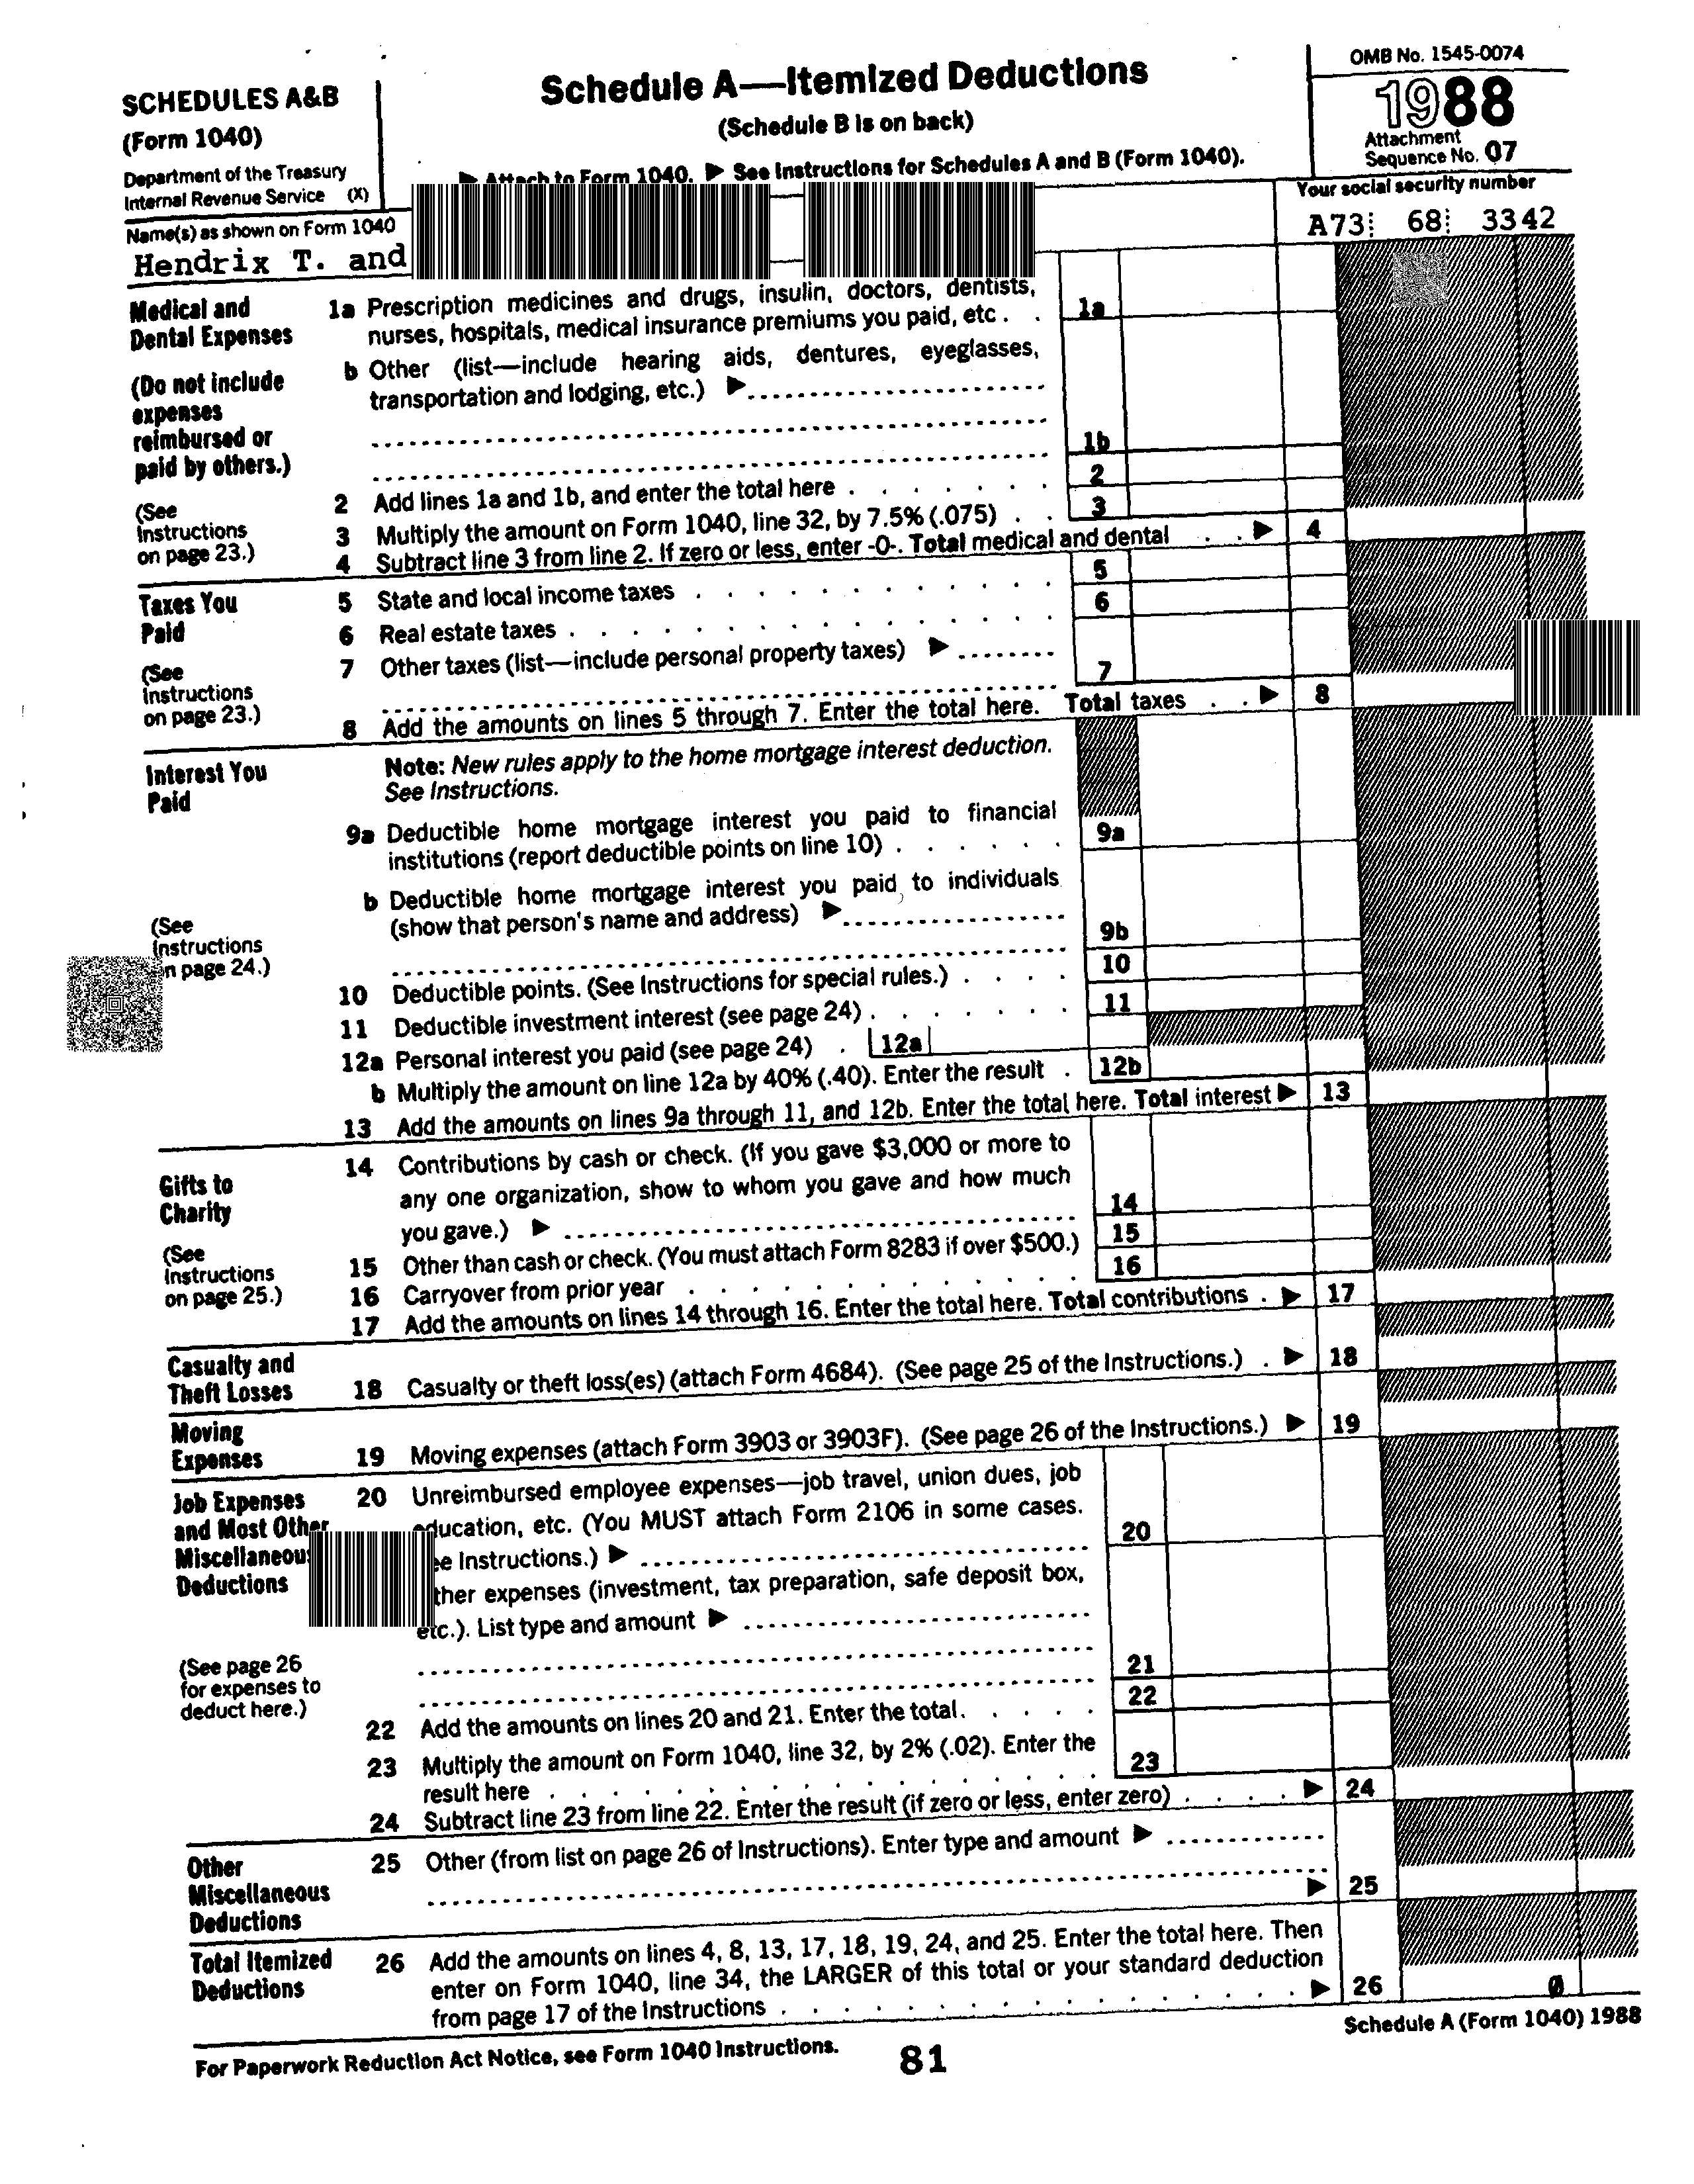 SCHEDULES A&B
(Form 1040)
Department of the Treasury
Internal Revenue Service (X)
Schedule A—Itemized Deductions
(Schedule B is on back)
▶ Attach to Form 1040. ▶ See Instructions for Schedules A and B (Form 1040).
OMB No. 1545-0074
1988
Attachment
Sequence No. 07
Name(s) as shown on Form 1040
Hendrix T. and
Your social security number
A73 68 3342
Medical and
Dental Expenses
(Do not include
expenses
reimbursed or
paid by others.)
(See
Instructions
on page 23.)
1a Prescription medicines and drugs, insulin, doctors, dentists,
nurses, hospitals, medical insurance premiums you paid, etc . . 1a
b Other (list—include hearing aids, dentures, eyeglasses,
transportation and lodging, etc.) ▶
1b
2 Add lines 1a and 1b, and enter the total here . . . . . . . 2
3 Multiply the amount on Form 1040, line 32, by 7.5% (.075) . . 3
4 Subtract line 3 from line 2. If zero or less, enter -0-. Total medical and dental . . ▶ 4
Taxes You
Paid
(See
Instructions
on page 23.)
5 State and local income taxes . . . . . . . . . . . 5
6 Real estate taxes . . . . . . . . . . . . . . . 6
7 Other taxes (list—include personal property taxes) ▶
7
8 Add the amounts on lines 5 through 7. Enter the total here. Total taxes . . ▶ 8
Interest You
Paid
(See
Instructions
n page 24.)
Note: New rules apply to the home mortgage interest deduction.
See Instructions.
9a Deductible home mortgage interest you paid to financial
institutions (report deductible points on line 10) . . . . . . 9a
b Deductible home mortgage interest you paid to individuals
(show that person's name and address) ▶
9b
10 Deductible points. (See Instructions for special rules.) . . . . 10
11 Deductible investment interest (see page 24) . . . . . . . 11
12a Personal interest you paid (see page 24) . 12a
b Multiply the amount on line 12a by 40% (.40). Enter the result . 12b
13 Add the amounts on lines 9a through 11, and 12b. Enter the total here. Total interest ▶ 13
Gifts to
Charity
(See
Instructions
on page 25.)
14 Contributions by cash or check. (If you gave $3,000 or more to
any one organization, show to whom you gave and how much
you gave.) ▶ 14
15 Other than cash or check. (You must attach Form 8283 if over $500.) 15
16 Carryover from prior year . . . . . . . . . . . . 16
17 Add the amounts on lines 14 through 16. Enter the total here. Total contributions . ▶ 17
Casualty and
Theft Losses
18 Casualty or theft loss(es) (attach Form 4684). (See page 25 of the Instructions.) . ▶ 18
Moving
Expenses
19 Moving expenses (attach Form 3903 or 3903F). (See page 26 of the Instructions.) ▶ 19
Job Expenses
and Most Other
Miscellaneous
Deductions
(See page 26
for expenses to
deduct here.)
20 Unreimbursed employee expenses—job travel, union dues, job
education, etc. (You MUST attach Form 2106 in some cases.
ee Instructions.) ▶ 20
ther expenses (investment, tax preparation, safe deposit box,
etc.). List type and amount ▶
21
22 Add the amounts on lines 20 and 21. Enter the total. . . . . 22
23 Multiply the amount on Form 1040, line 32, by 2% (.02). Enter the
result here . . . . . . . . . . . . . . . . 23
24 Subtract line 23 from line 22. Enter the result (if zero or less, enter zero) . . . . ▶ 24
Other
Miscellaneous
Deductions
25 Other (from list on page 26 of Instructions). Enter type and amount ▶
▶ 25
Total Itemized
Deductions
26 Add the amounts on lines 4, 8, 13, 17, 18, 19, 24, and 25. Enter the total here. Then
enter on Form 1040, line 34, the LARGER of this total or your standard deduction
from page 17 of the Instructions . . . . . . . . . . . . . . . . ▶ 26 0
For Paperwork Reduction Act Notice, see Form 1040 Instructions.
81
Schedule A (Form 1040) 1988